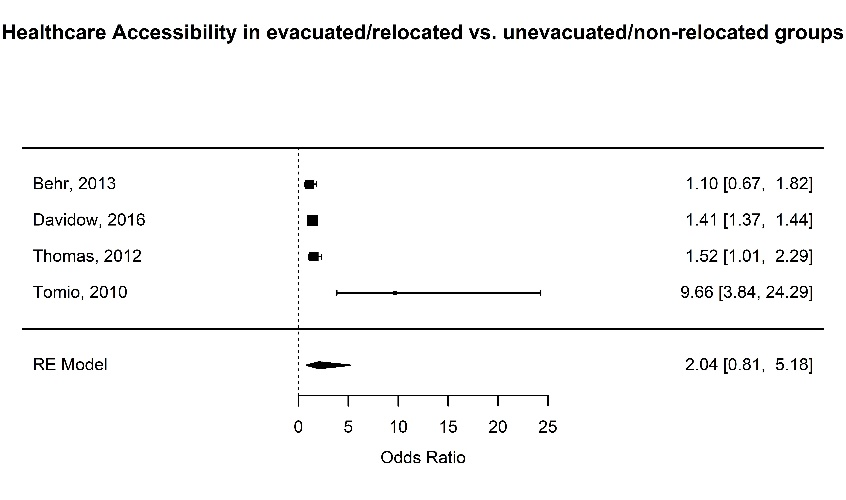 Healthcare Accessibility in evacuated/relocated vs. unevacuated/non-relocated groups
Behr, 2013 1.10 [0.67, 1.82]
Davidow, 2016 1.41 [1.37, 1.44]
Thomas, 2012 1.52 [1.01, 2.29]
Tomio, 2010 9.66 [3.84, 24.29]
RE Model 2.04 [0.81, 5.18]
0 5 10 15 20 25
Odds Ratio